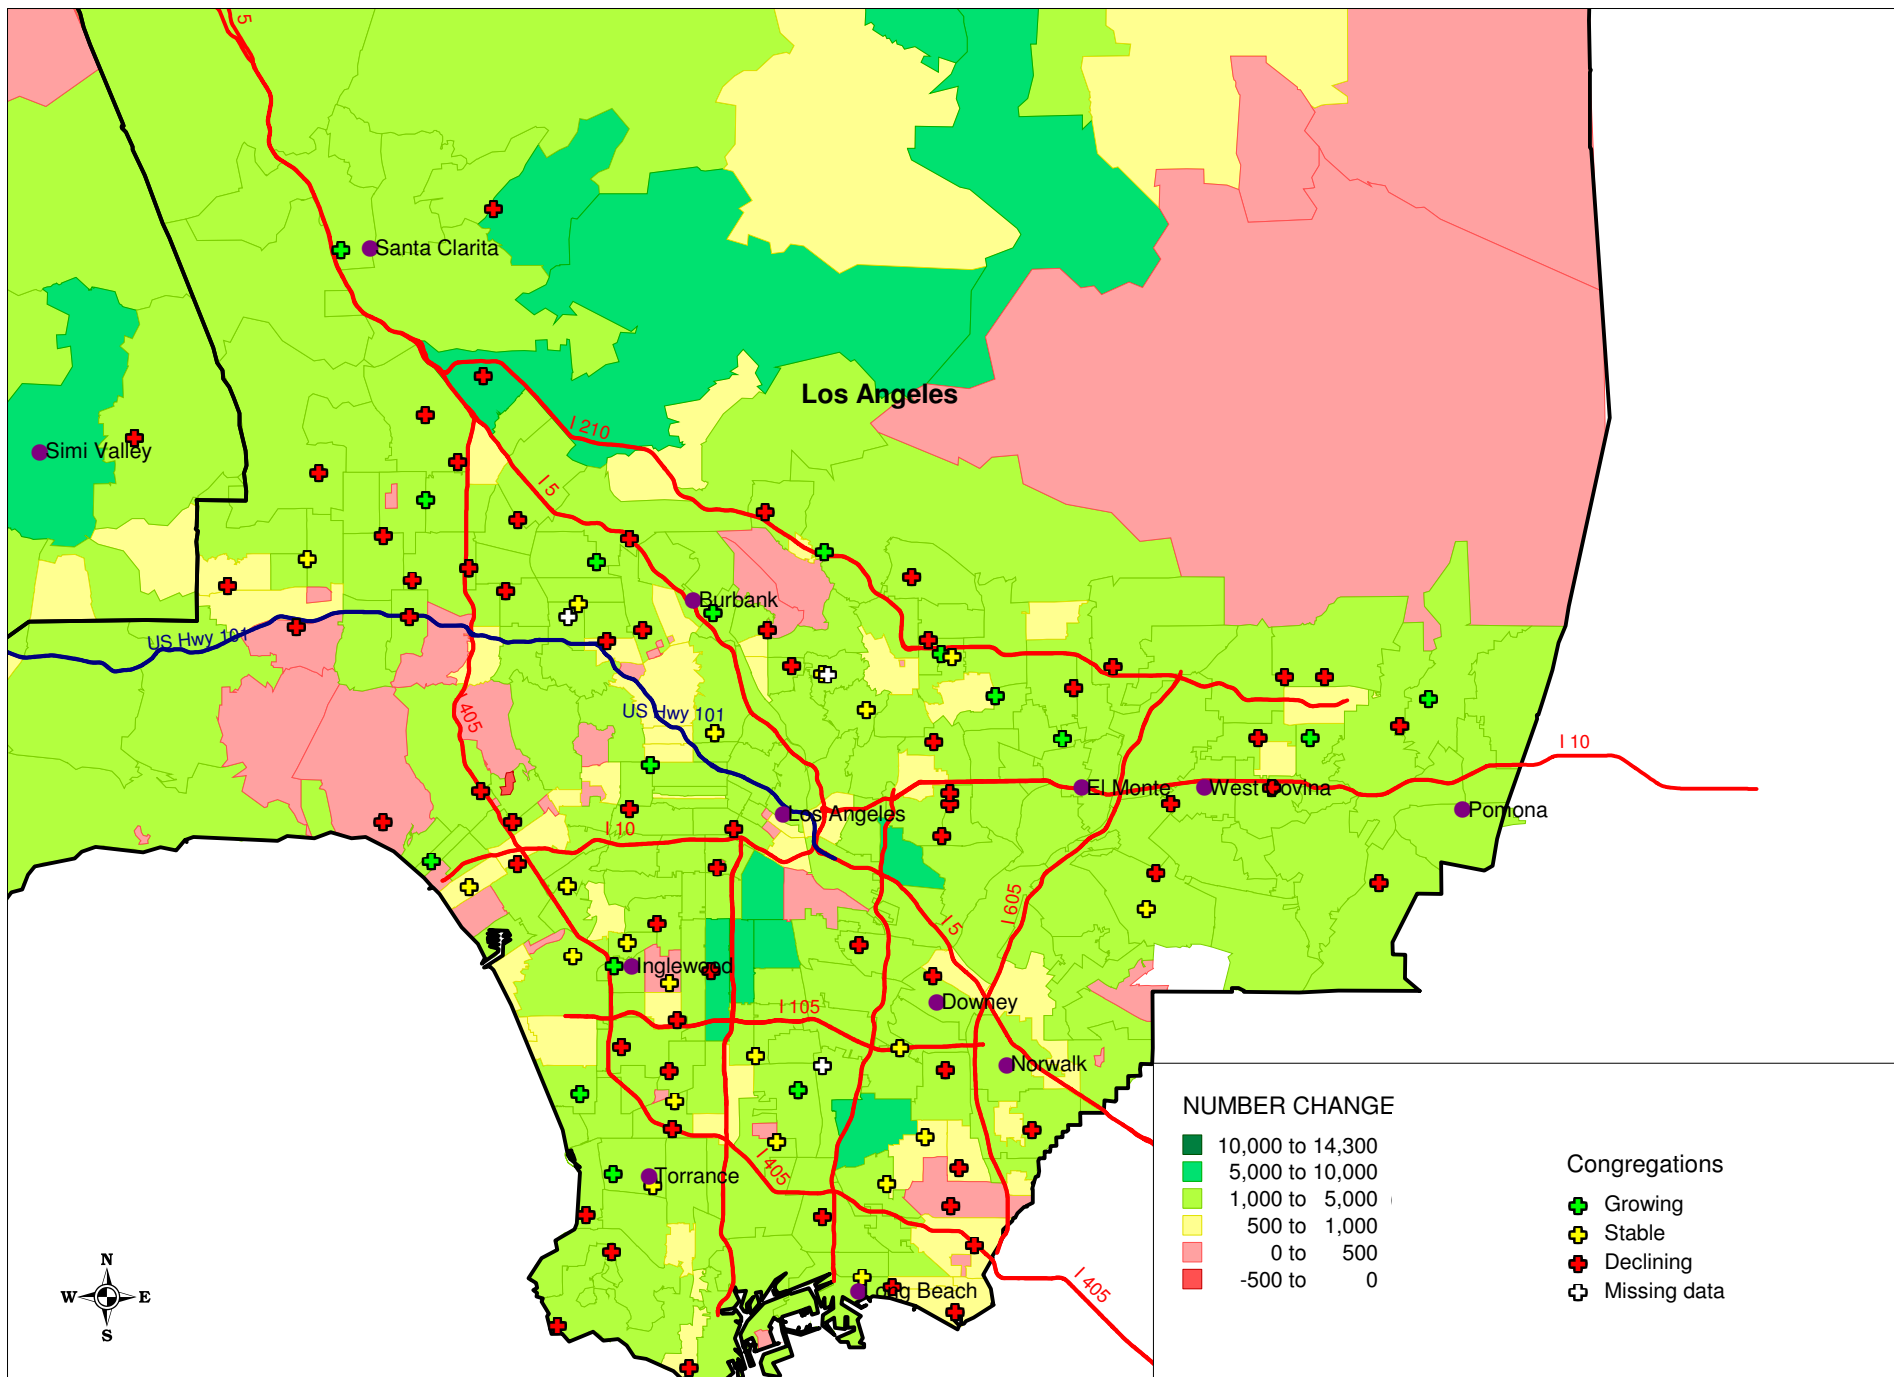 5
Santa Clarita
Los Angeles
I 210
Simi Valley
I 5
Burbank
US Hwy 101
US Hwy 101
I 405
I 10
El Monte
West Covina
Los Angeles
Pomona
I 10
I 605
I 5
Inglewood
Downey
I 105
Norwalk
Torrance
I 405
Long Beach
I 405
N
W E
S
NUMBER CHANGE
10,000 to 14,300
5,000 to 10,000
1,000 to 5,000
500 to 1,000
0 to 500
-500 to 0
Congregations
Growing
Stable
Declining
Missing data